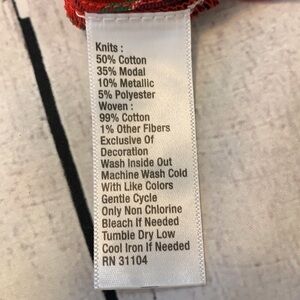 Knits :
50% Cotton
35% Modal
10% Metallic
5% Polyester
Woven :
99% Cotton
1% Other Fibers
Exclusive Of
Decoration
Wash Inside Out
Machine Wash Cold
With Like Colors
Gentle Cycle
Only Non Chlorine
Bleach If Needed
Tumble Dry Low
Cool Iron If Needed
RN 31104